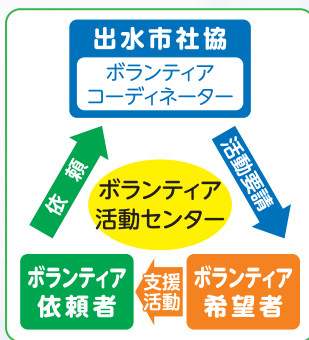 出水市社協
ボランティア
コーディネーター
依頼
活動要請
ボランティア
活動センター
ボランティア
依頼者
支援
活動
ボランティア
希望者